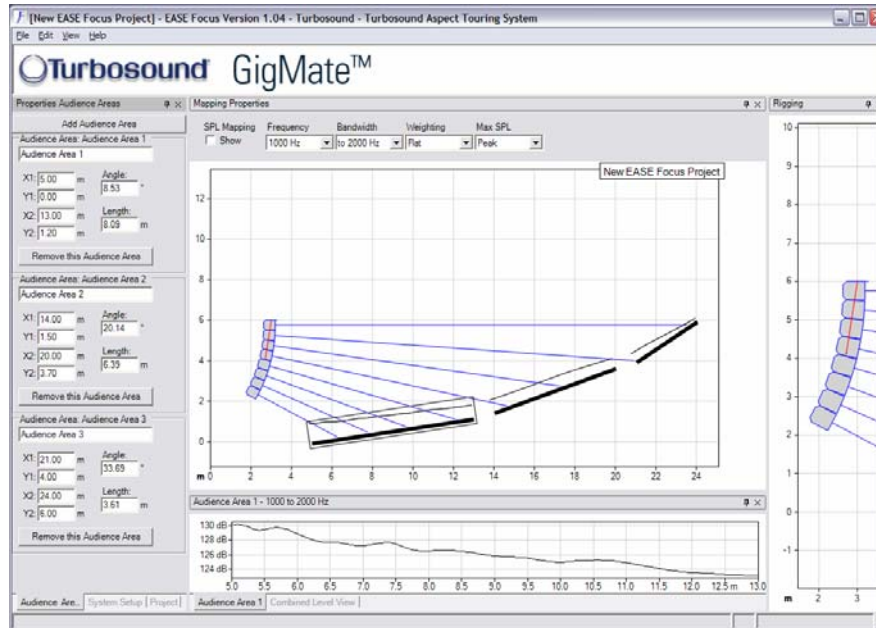 [New EASE Focus Project] - EASE Focus Version 1.04 - Turbosound - Turbosound Aspect Touring System
File Edit View Help
Turbosound GigMate™
Properties Audience Areas
Add Audience Area
Audience Area: Audience Area 1
Audience Area 1
X1: 5.00 m Angle:
Y1: 0.00 m 8.53 °
X2: 13.00 m Length:
Y2: 1.20 m 8.09 m
Remove this Audience Area
Audience Area: Audience Area 2
Audience Area 2
X1: 14.00 m Angle:
Y1: 1.50 m 20.14 °
X2: 20.00 m Length:
Y2: 3.70 m 6.39 m
Remove this Audience Area
Audience Area: Audience Area 3
Audience Area 3
X1: 21.00 m Angle:
Y1: 4.00 m 33.69 °
X2: 24.00 m Length:
Y2: 6.00 m 3.61 m
Remove this Audience Area
Audience Are... System Setup Project
Mapping Properties
SPL Mapping Frequency Bandwidth Weighting Max SPL
Show 1000 Hz to 2000 Hz Flat Peak
New EASE Focus Project
12
10
8
6
4
2
0
m 0 2 4 6 8 10 12 14 16 18 20 22 24
Audience Area 1 - 1000 to 2000 Hz
130 dB
128 dB
126 dB
124 dB
5.0 5.5 6.0 6.5 7.0 7.5 8.0 8.5 9.0 9.5 10.0 10.5 11.0 11.5 12.0 12.5 m 13.0
Audience Area 1 Combined Level View
Rigging
10
9
8
7
6
5
4
3
2
1
0
-1
m 2 3